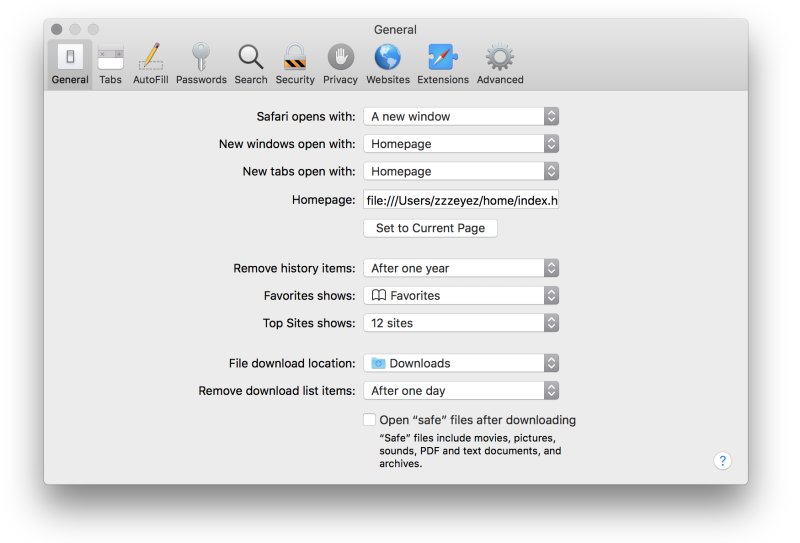 General
General Tabs AutoFill Passwords Search Security Privacy Websites Extensions Advanced
Safari opens with: A new window
New windows open with: Homepage
New tabs open with: Homepage
Homepage: file:///Users/zzzeyez/home/index.h
Set to Current Page
Remove history items: After one year
Favorites shows: Favorites
Top Sites shows: 12 sites
File download location: Downloads
Remove download list items: After one day
Open “safe” files after downloading
“Safe” files include movies, pictures,
sounds, PDF and text documents, and
archives.
?